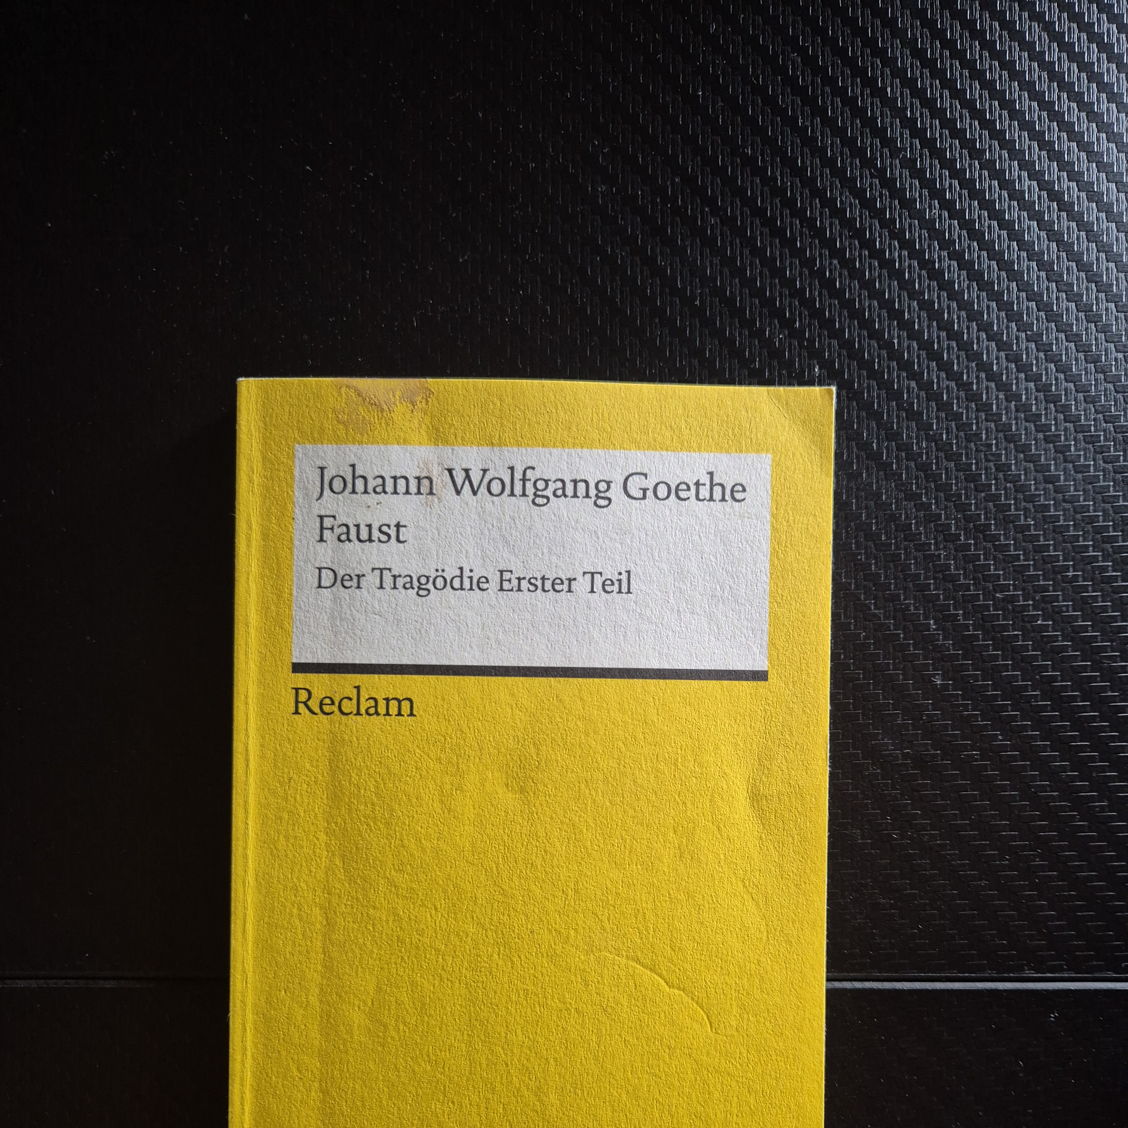 Johann Wolfgang Goethe
Faust
Der Tragödie Erster Teil
Reclam